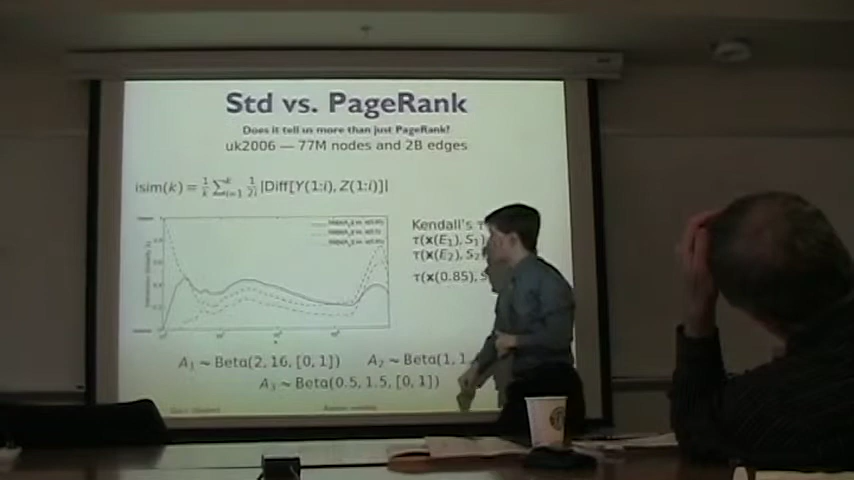 Std vs. PageRank
Does it tell us more than just PageRank?
uk2006 — 77M nodes and 2B edges
isim(k) = 1/k ∑ᵏᵢ₌₁ 1/2i |Diff[Y(1:i), Z(1:i)]|
Kendall's τ
τ(x(E₁), S₁)
τ(x(E₂), S₂
τ(x(0.85), S
A₁ ~ Beta(2, 16, [0, 1]) A₂ ~ Beta(1, 1
A₃ ~ Beta(0.5, 1.5, [0, 1])